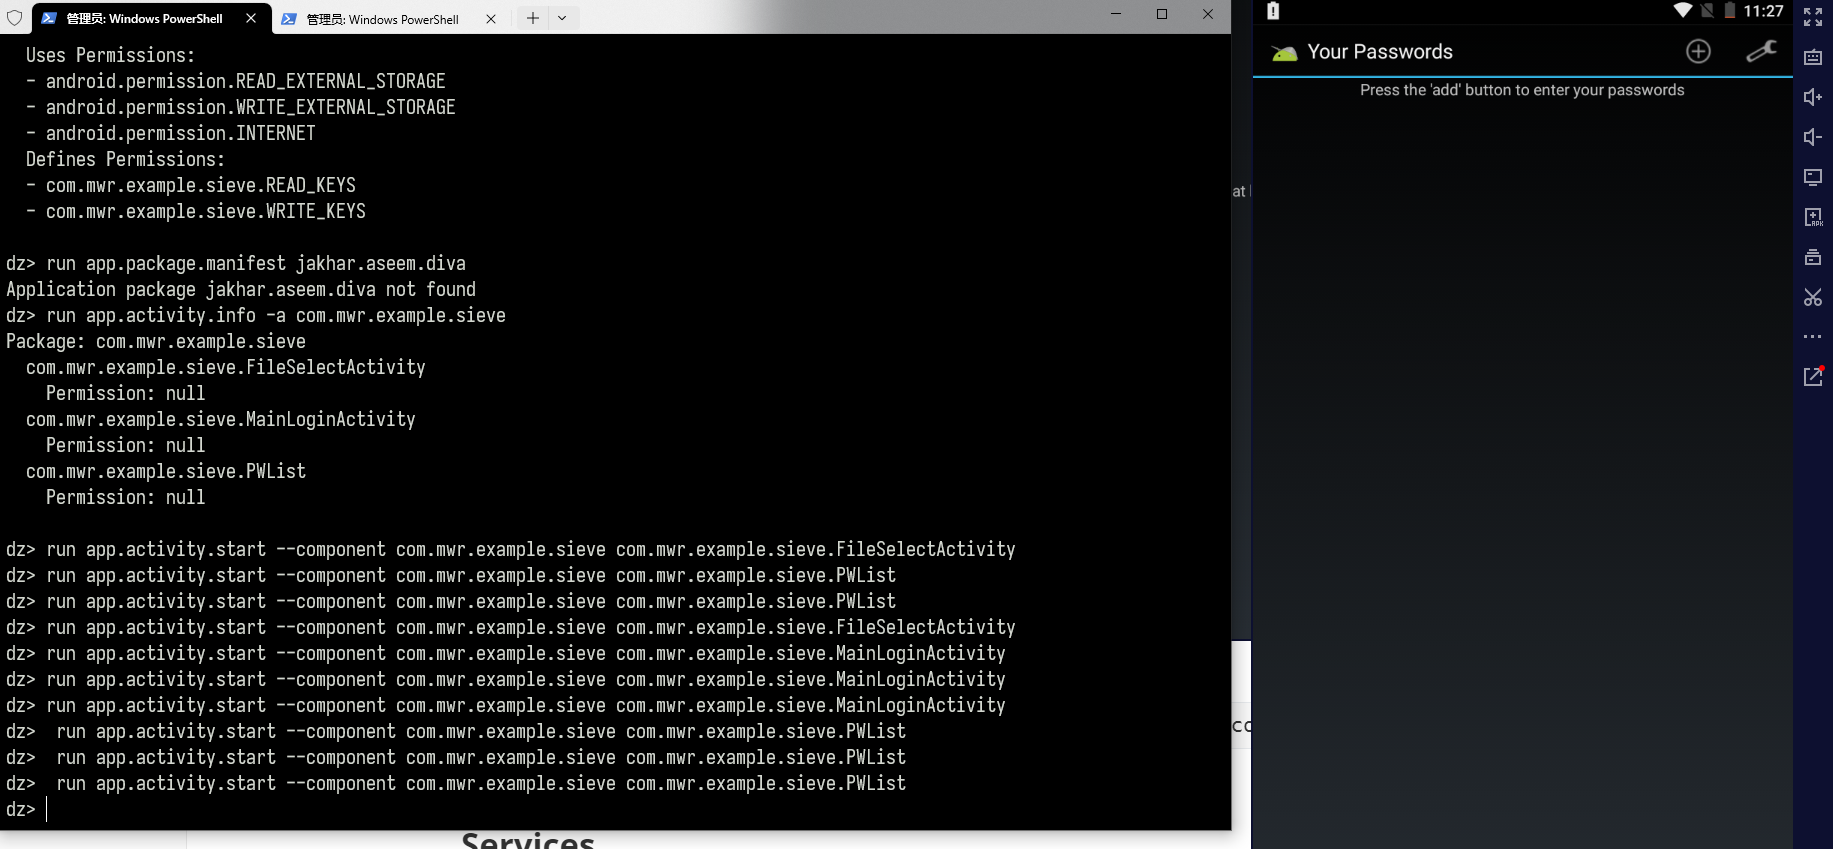 管理员: Windows PowerShell
管理员: Windows PowerShell
Uses Permissions:
- android.permission.READ_EXTERNAL_STORAGE
- android.permission.WRITE_EXTERNAL_STORAGE
- android.permission.INTERNET
Defines Permissions:
- com.mwr.example.sieve.READ_KEYS
- com.mwr.example.sieve.WRITE_KEYS
dz> run app.package.manifest jakhar.aseem.diva
Application package jakhar.aseem.diva not found
dz> run app.activity.info -a com.mwr.example.sieve
Package: com.mwr.example.sieve
com.mwr.example.sieve.FileSelectActivity
Permission: null
com.mwr.example.sieve.MainLoginActivity
Permission: null
com.mwr.example.sieve.PWList
Permission: null
dz> run app.activity.start --component com.mwr.example.sieve com.mwr.example.sieve.FileSelectActivity
dz> run app.activity.start --component com.mwr.example.sieve com.mwr.example.sieve.PWList
dz> run app.activity.start --component com.mwr.example.sieve com.mwr.example.sieve.PWList
dz> run app.activity.start --component com.mwr.example.sieve com.mwr.example.sieve.FileSelectActivity
dz> run app.activity.start --component com.mwr.example.sieve com.mwr.example.sieve.MainLoginActivity
dz> run app.activity.start --component com.mwr.example.sieve com.mwr.example.sieve.MainLoginActivity
dz> run app.activity.start --component com.mwr.example.sieve com.mwr.example.sieve.MainLoginActivity
dz>  run app.activity.start --component com.mwr.example.sieve com.mwr.example.sieve.PWList
dz>  run app.activity.start --component com.mwr.example.sieve com.mwr.example.sieve.PWList
dz>  run app.activity.start --component com.mwr.example.sieve com.mwr.example.sieve.PWList
dz>
Services
at
11:27
Your Passwords
Press the 'add' button to enter your passwords